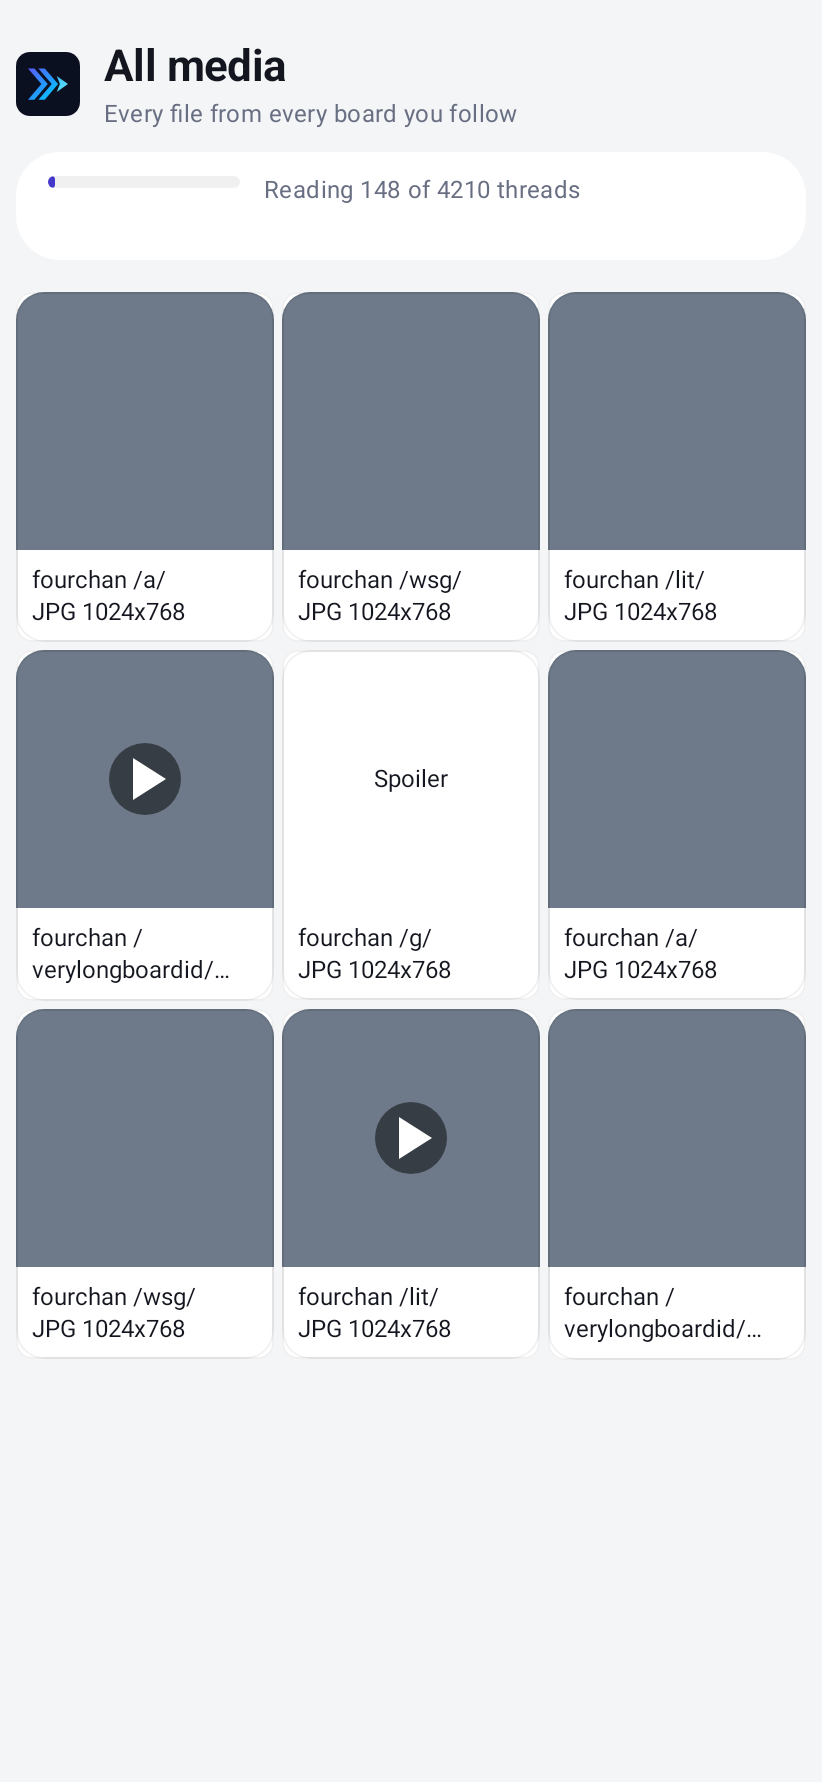 All media
Every file from every board you follow
Reading 148 of 4210 threads
fourchan /a/
JPG 1024x768
fourchan /wsg/
JPG 1024x768
fourchan /lit/
JPG 1024x768
fourchan /
verylongboardid/…
Spoiler
fourchan /g/
JPG 1024x768
fourchan /a/
JPG 1024x768
fourchan /wsg/
JPG 1024x768
fourchan /lit/
JPG 1024x768
fourchan /
verylongboardid/…